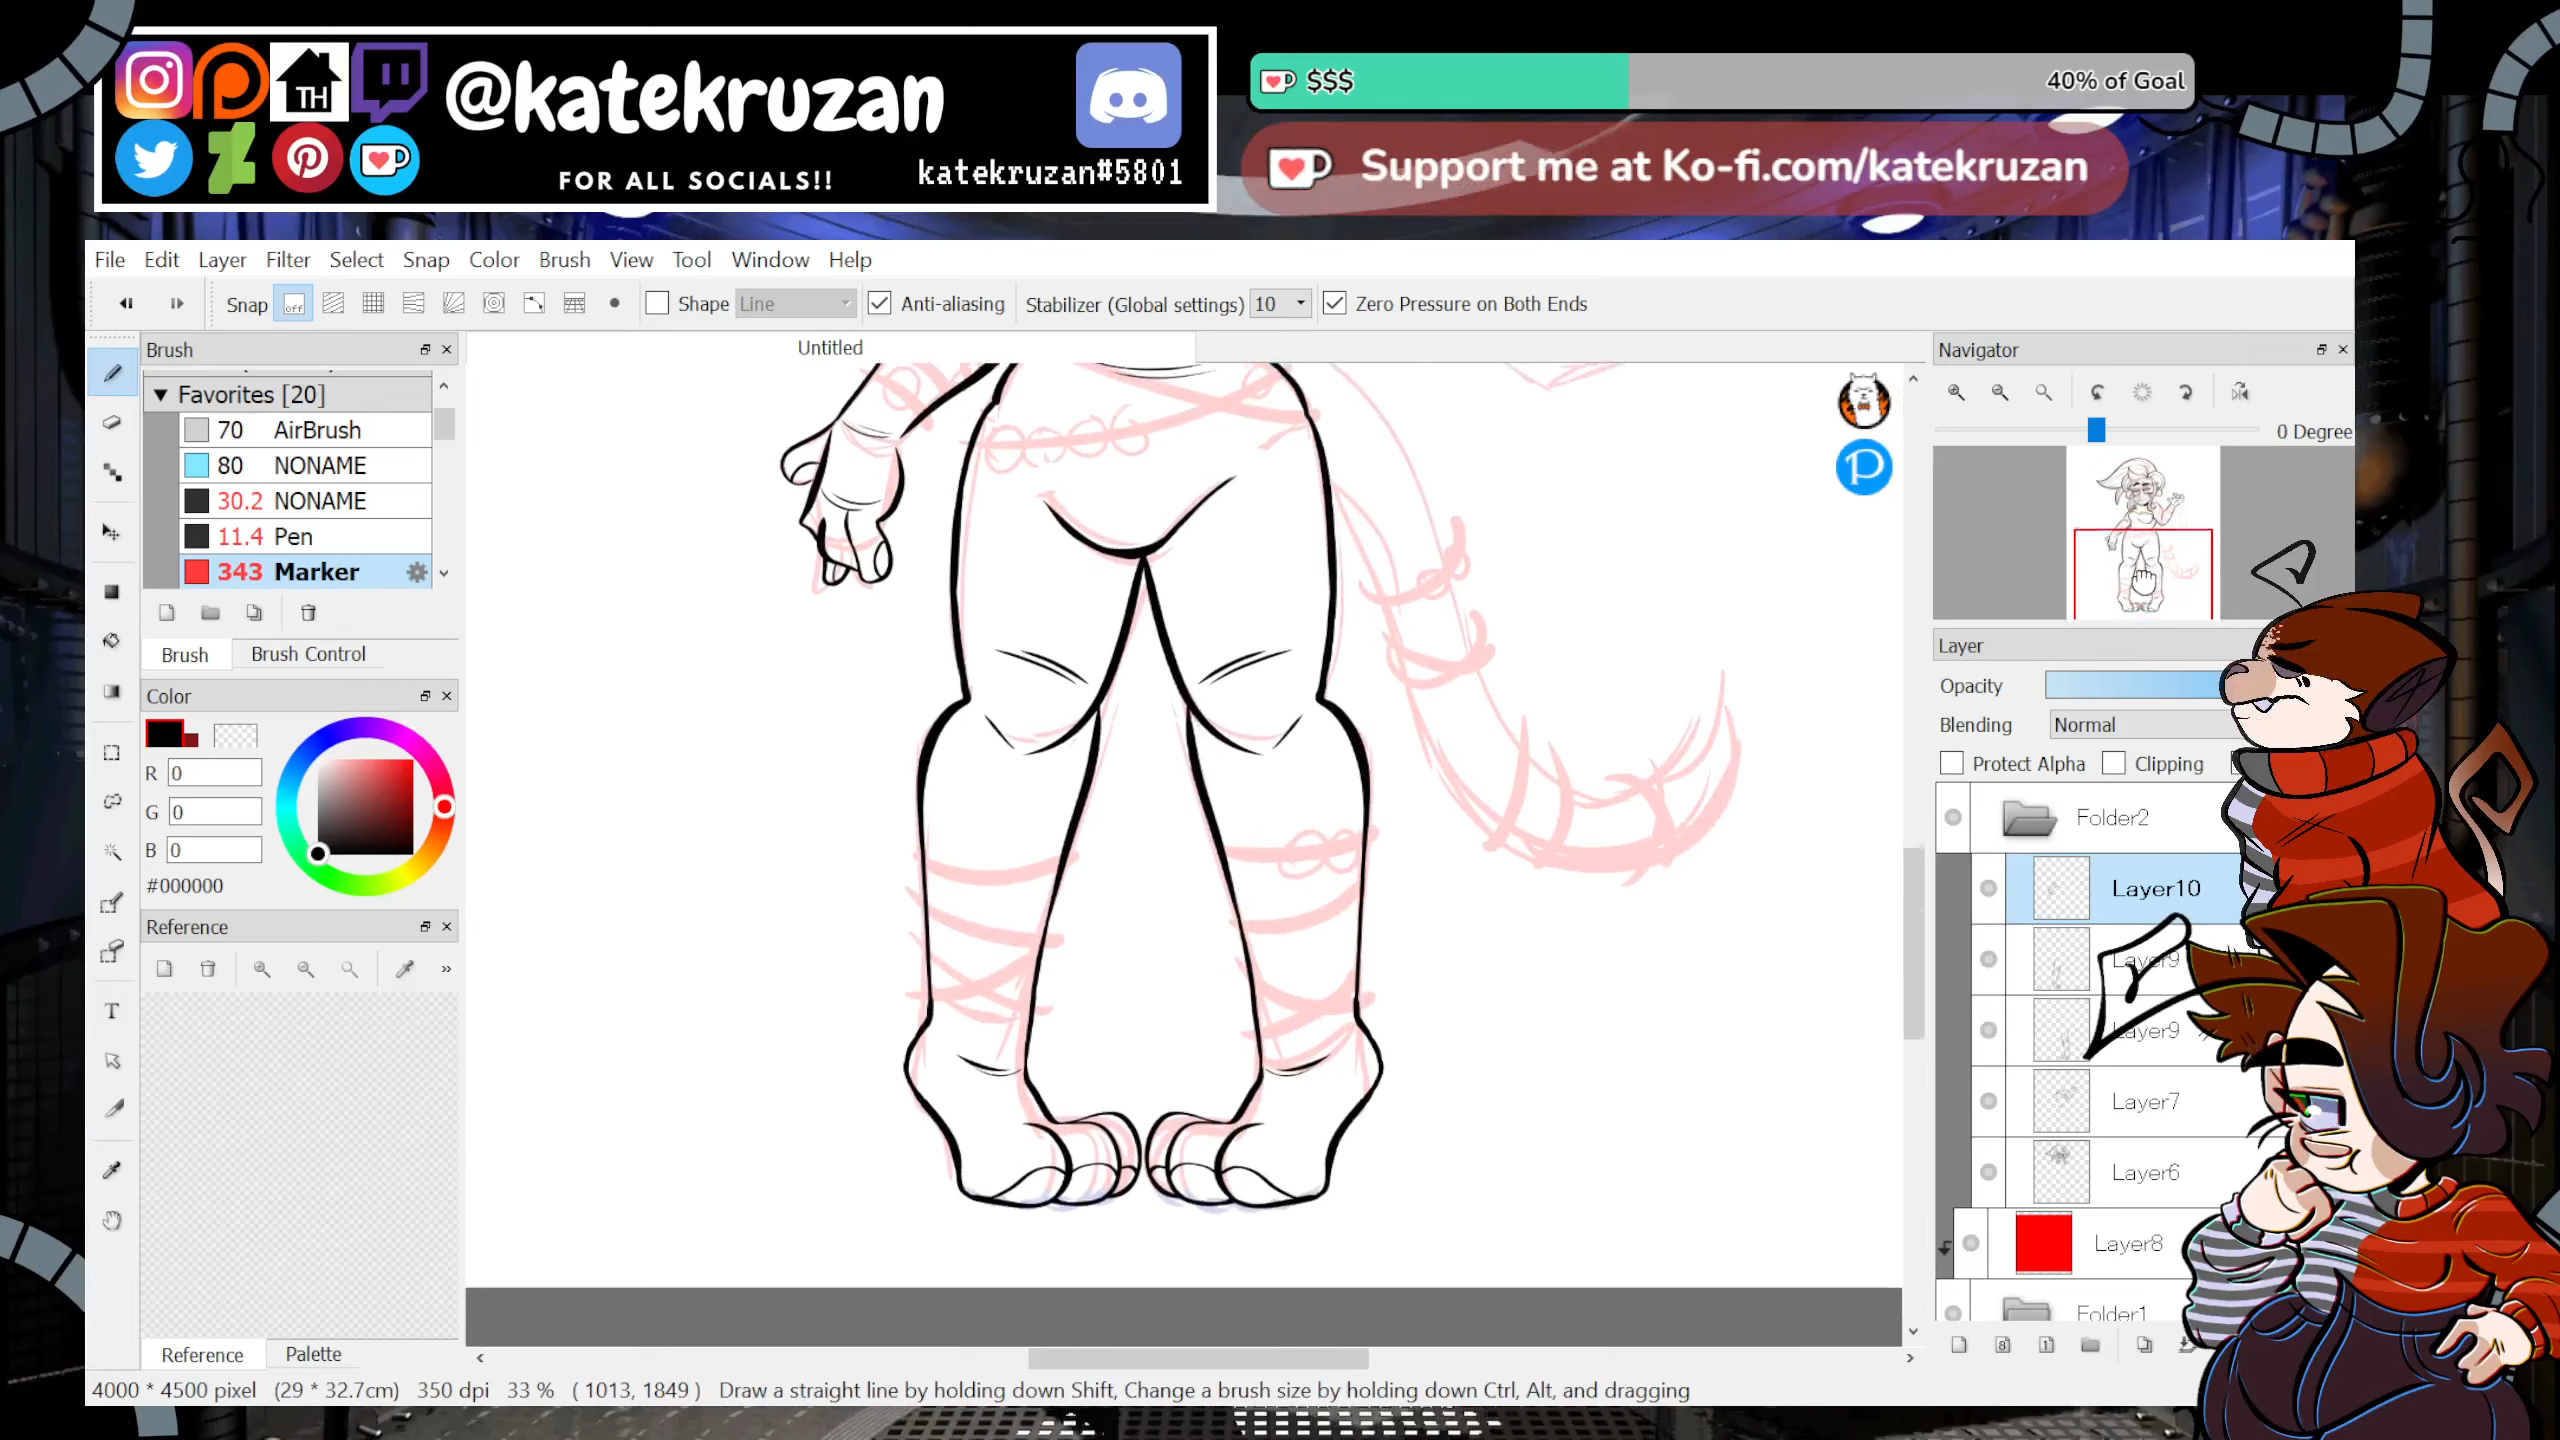 TH
@katekruzan
FOR ALL SOCIALS!!
katekruzan#5801
$$$
40% of Goal
Support me at Ko-fi.com/katekruzan
File Edit Layer Filter Select Snap Color Brush View Tool Window Help
Snap off Shape Line Anti-aliasing Stabilizer (Global settings) 10 Zero Pressure on Both Ends
Brush
Untitled
Navigator
Favorites [20]
70 AirBrush
80 NONAME
30.2 NONAME
11.4 Pen
343 Marker
Brush Brush Control
Color
R 0
G 0
B 0
#000000
Reference
»
T
Reference Palette
0 Degree
Layer
Opacity
Blending Normal
Protect Alpha Clipping
Folder2
Layer10
Layer9
Layer9
Layer7
Layer6
Layer8
Folder1
4000 * 4500 pixel (29 * 32.7cm) 350 dpi 33 % ( 1013, 1849 ) Draw a straight line by holding down Shift, Change a brush size by holding down Ctrl, Alt, and dragging